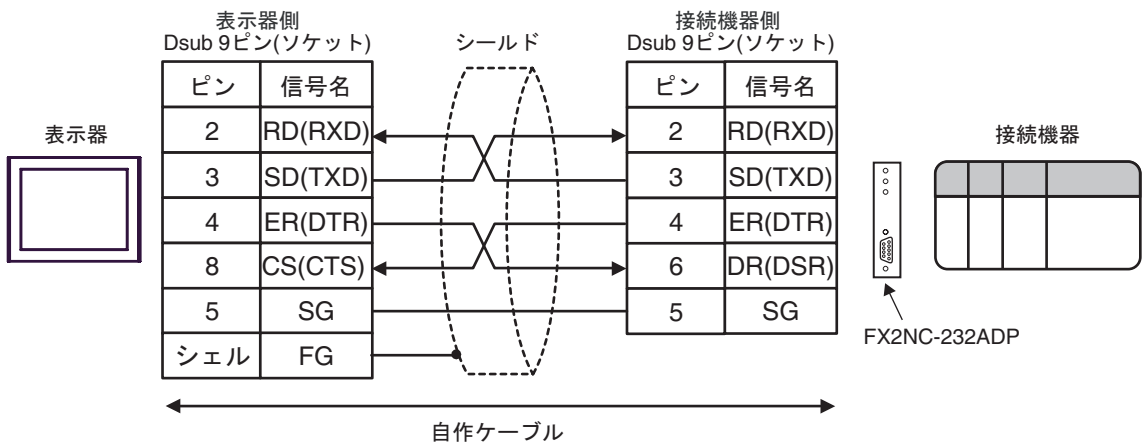 表示器側
Dsub 9ピン(ソケット)
シールド
接続機器側
Dsub 9ピン(ソケット)
ピン 信号名
ピン 信号名
2 RD(RXD)
2 RD(RXD)
3 SD(TXD)
3 SD(TXD)
4 ER(DTR)
4 ER(DTR)
8 CS(CTS)
6 DR(DSR)
5 SG
5 SG
シェル FG
表示器
接続機器
FX2NC-232ADP
自作ケーブル